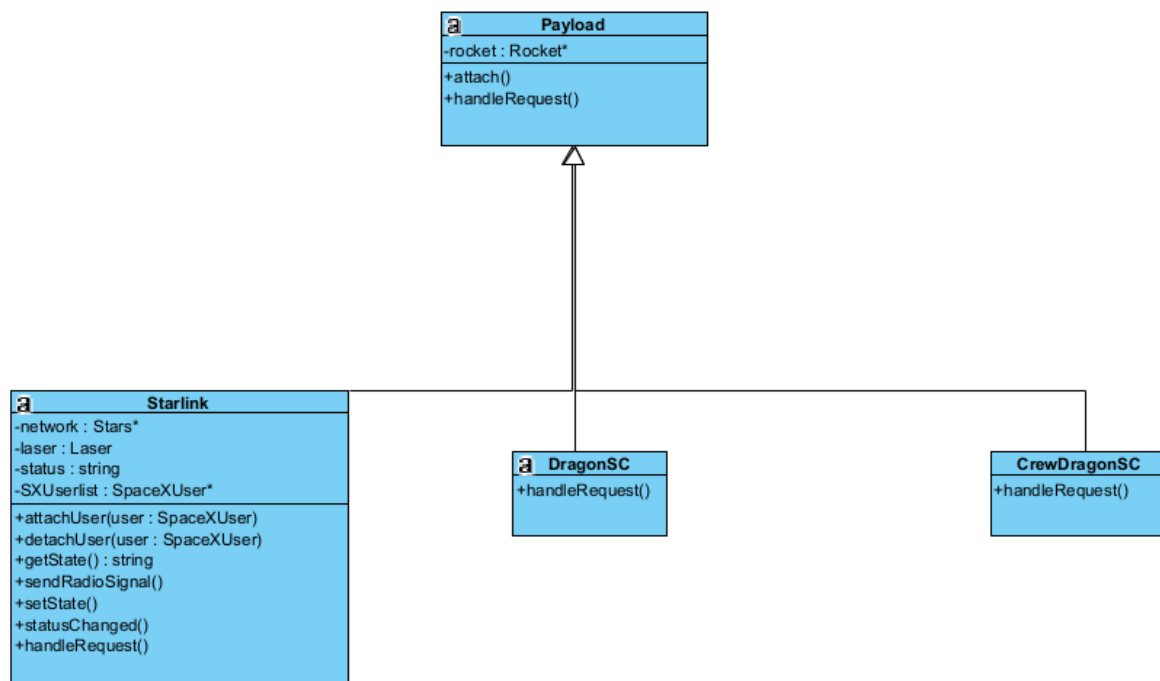 a Payload
-rocket : Rocket*
+attach()
+handleRequest()
a Starlink
-network : Stars*
-laser : Laser
-status : string
-SXUserlist : SpaceXUser*
+attachUser(user : SpaceXUser)
+detachUser(user : SpaceXUser)
+getState() : string
+sendRadioSignal()
+setState()
+statusChanged()
+handleRequest()
a DragonSC
+handleRequest()
CrewDragonSC
+handleRequest()